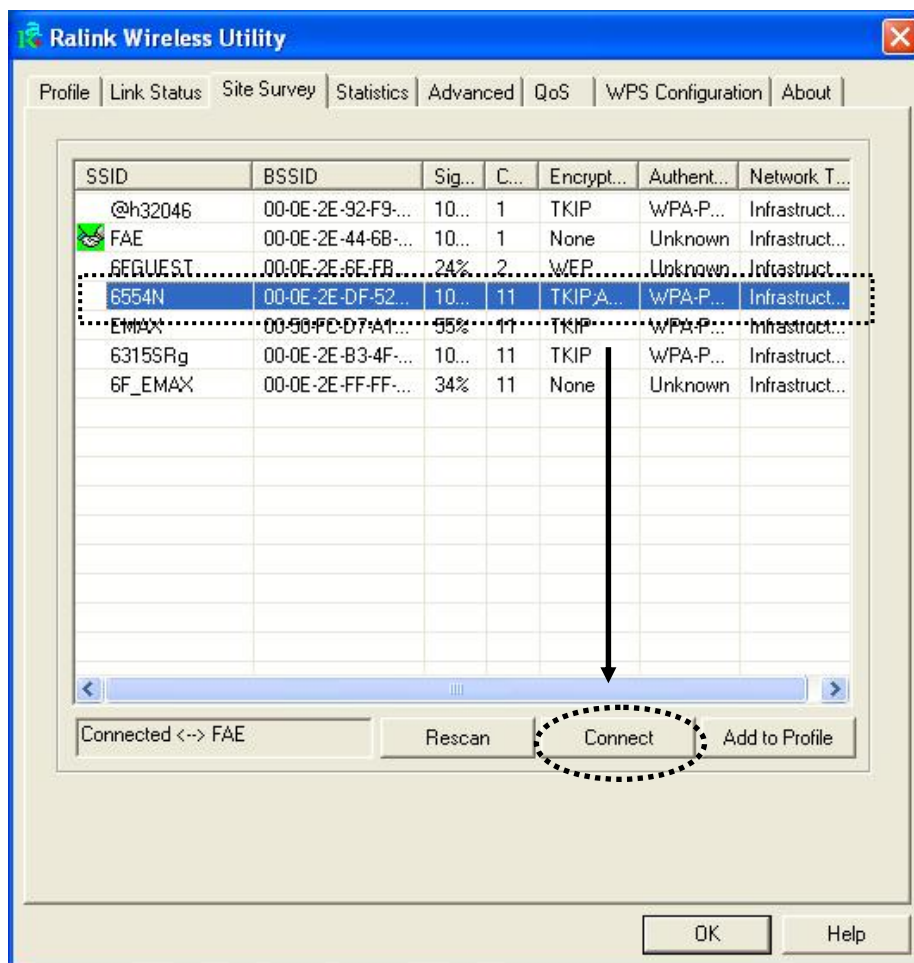 Ralink Wireless Utility
Profile Link Status Site Survey Statistics Advanced QoS WPS Configuration About
SSID BSSID Sig... C... Encrypt... Authent... Network T...
@h32046 00-0E-2E-92-F9-... 10... 1 TKIP WPA-P... Infrastruct...
FAE 00-0E-2E-44-6B-... 10... 1 None Unknown Infrastruct...
6FGUEST 00-0E-2E-6E-FB... 24% 2 WEP Unknown Infrastruct...
6554N 00-0E-2E-DF-52... 10... 11 TKIP;A... WPA-P... Infrastruct...
EMAX 00-50-FC-D7-A1... 55% 11 TKIP WPA-P... Infrastruct...
6315SRg 00-0E-2E-B3-4F-... 10... 11 TKIP WPA-P... Infrastruct...
6F_EMAX 00-0E-2E-FF-FF-... 34% 11 None Unknown Infrastruct...
Connected <--> FAE Rescan Connect Add to Profile
OK Help